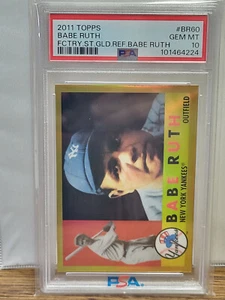 2011 TOPPS #BR60
BABE RUTH GEM MT
FCTRY.ST.GLD.REF.BABE RUTH 10
PSA 101464224
BABE RUTH
NEW YORK YANKEES® OUTFIELD
PSA